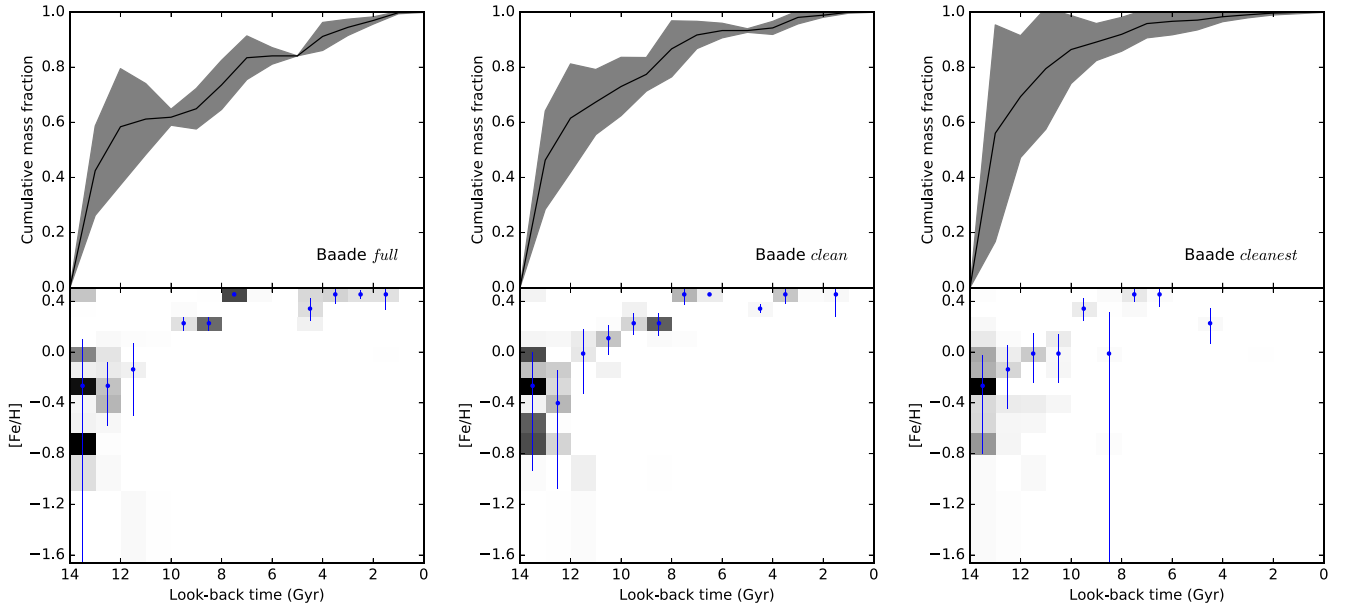 1.0
0.8
0.6
0.4
0.2
0.0
Cumulative mass fraction
Baade full
0.4
0.0
−0.4
−0.8
−1.2
−1.6
[Fe/H]
14 12 10 8 6 4 2 0
Look-back time (Gyr)
1.0
0.8
0.6
0.4
0.2
0.0
Cumulative mass fraction
Baade clean
0.4
0.0
−0.4
−0.8
−1.2
−1.6
[Fe/H]
14 12 10 8 6 4 2 0
Look-back time (Gyr)
1.0
0.8
0.6
0.4
0.2
0.0
Cumulative mass fraction
Baade cleanest
0.4
0.0
−0.4
−0.8
−1.2
−1.6
[Fe/H]
14 12 10 8 6 4 2 0
Look-back time (Gyr)